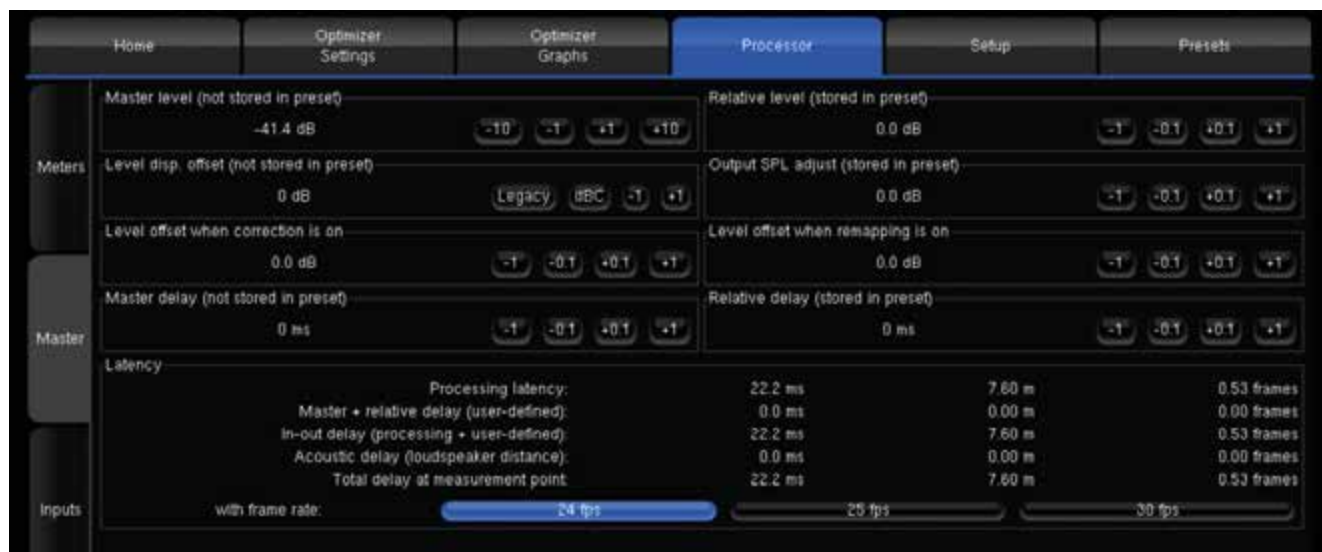 Home
Optimizer Settings
Optimizer Graphs
Processor
Setup
Presets
Meters
Master
Inputs
Master level (not stored in preset)
-41.4 dB -10 -1 +1 +10
Relative level (stored in preset)
0.0 dB -1 -0.1 +0.1 +1
Level disp. offset (not stored in preset)
0 dB Legacy dBC -1 +1
Output SPL adjust (stored in preset)
0.0 dB -1 -0.1 +0.1 +1
Level offset when correction is on
0.0 dB -1 -0.1 +0.1 +1
Level offset when remapping is on
0.0 dB -1 -0.1 +0.1 +1
Master delay (not stored in preset)
0 ms -1 -0.1 +0.1 +1
Relative delay (stored in preset)
0 ms -1 -0.1 +0.1 +1
Latency
Processing latency: 22.2 ms 7.60 m 0.53 frames
Master + relative delay (user-defined): 0.0 ms 0.00 m 0.00 frames
In-out delay (processing + user-defined): 22.2 ms 7.60 m 0.53 frames
Acoustic delay (loudspeaker distance): 0.0 ms 0.00 m 0.00 frames
Total delay at measurement point: 22.2 ms 7.60 m 0.53 frames
with frame rate: 24 fps 25 fps 30 fps